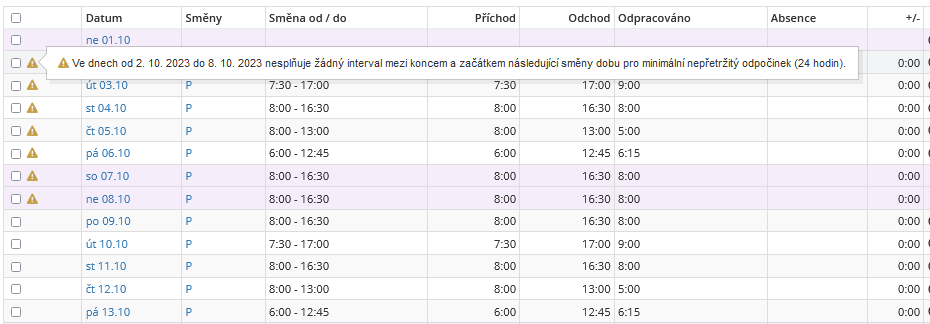 Datum Směny Směna od / do Příchod Odchod Odpracováno Absence +/-
ne 01.10
Ve dnech od 2. 10. 2023 do 8. 10. 2023 nesplňuje žádný interval mezi koncem a začátkem následující směny dobu pro minimální nepřetržitý odpočinek (24 hodin). 0:00
út 03.10 P 7:30 - 17:00 7:30 17:00 9:00 0:00
st 04.10 P 8:00 - 16:30 8:00 16:30 8:00 0:00
čt 05.10 P 8:00 - 13:00 8:00 13:00 5:00 0:00
pá 06.10 P 6:00 - 12:45 6:00 12:45 6:15 0:00
so 07.10 P 8:00 - 16:30 8:00 16:30 8:00 0:00
ne 08.10 P 8:00 - 16:30 8:00 16:30 8:00 0:00
po 09.10 P 8:00 - 16:30 8:00 16:30 8:00 0:00
út 10.10 P 7:30 - 17:00 7:30 17:00 9:00 0:00
st 11.10 P 8:00 - 16:30 8:00 16:30 8:00 0:00
čt 12.10 P 8:00 - 13:00 8:00 13:00 5:00 0:00
pá 13.10 P 6:00 - 12:45 6:00 12:45 6:15 0:00